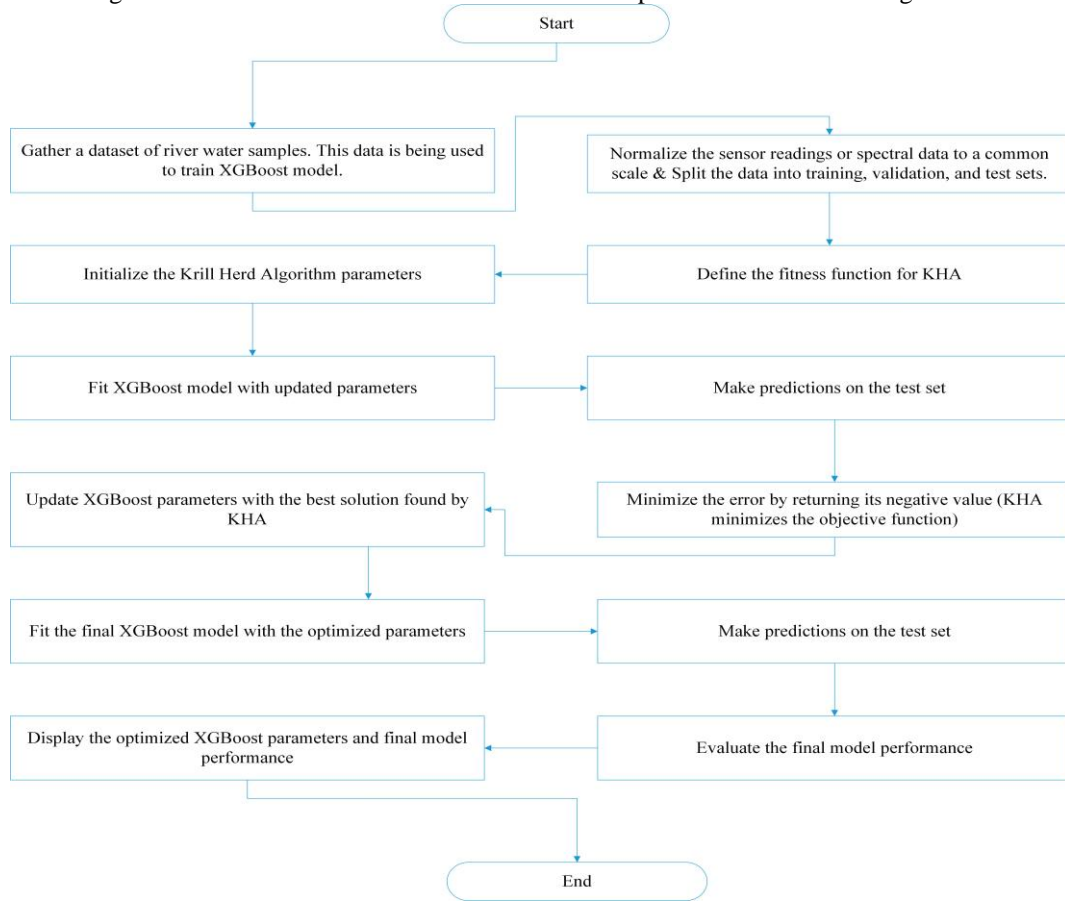 Start
Gather a dataset of river water samples. This data is being used
to train XGBoost model.
Normalize the sensor readings or spectral data to a common
scale & Split the data into training, validation, and test sets.
Define the fitness function for KHA
Initialize the Krill Herd Algorithm parameters
Fit XGBoost model with updated parameters
Make predictions on the test set
Minimize the error by returning its negative value (KHA
minimizes the objective function)
Update XGBoost parameters with the best solution found by
KHA
Fit the final XGBoost model with the optimized parameters
Make predictions on the test set
Evaluate the final model performance
Display the optimized XGBoost parameters and final model
performance
End